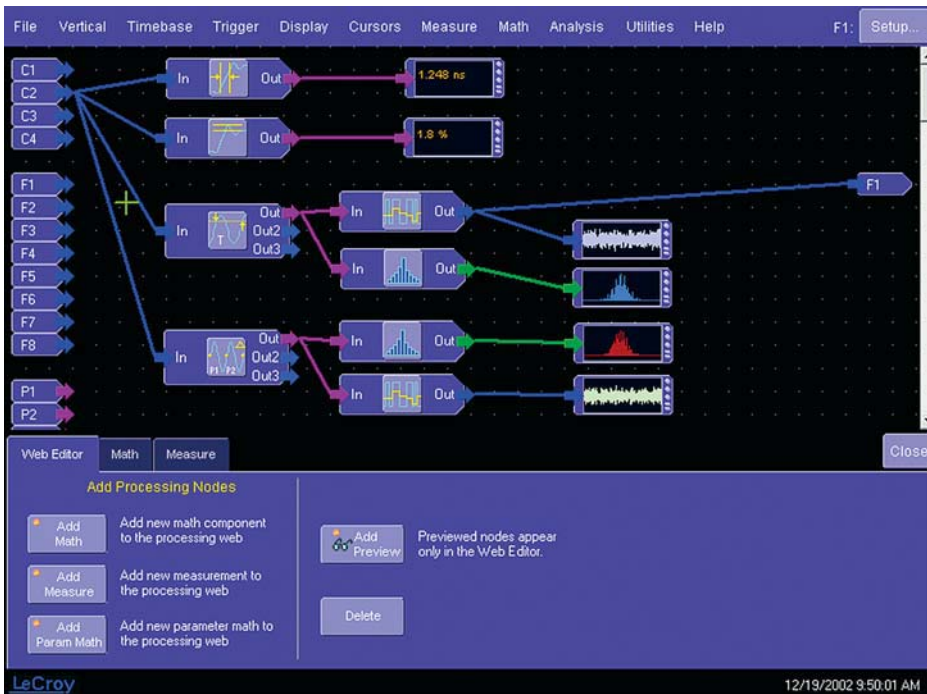 File Vertical Timebase Trigger Display Cursors Measure Math Analysis Utilities Help F1: Setup...
C1
C2
C3
C4
F1
F2
F3
F4
F5
F6
F7
F8
P1
P2
In Out
1.248 ns
In Out
1.8 %
In Out
Out2
Out3
T
In Out
F1
In Out
In Out
Out2
Out3
P1 P2
In Out
In Out
Web Editor Math Measure
Close
Add Processing Nodes
Add Math
Add new math component
to the processing web
Add Measure
Add new measurement to
the processing web
Add Param Math
Add new parameter math to
the processing web
Add Preview
Previewed nodes appear
only in the Web Editor.
Delete
LeCroy
12/19/2002 9:50:01 AM